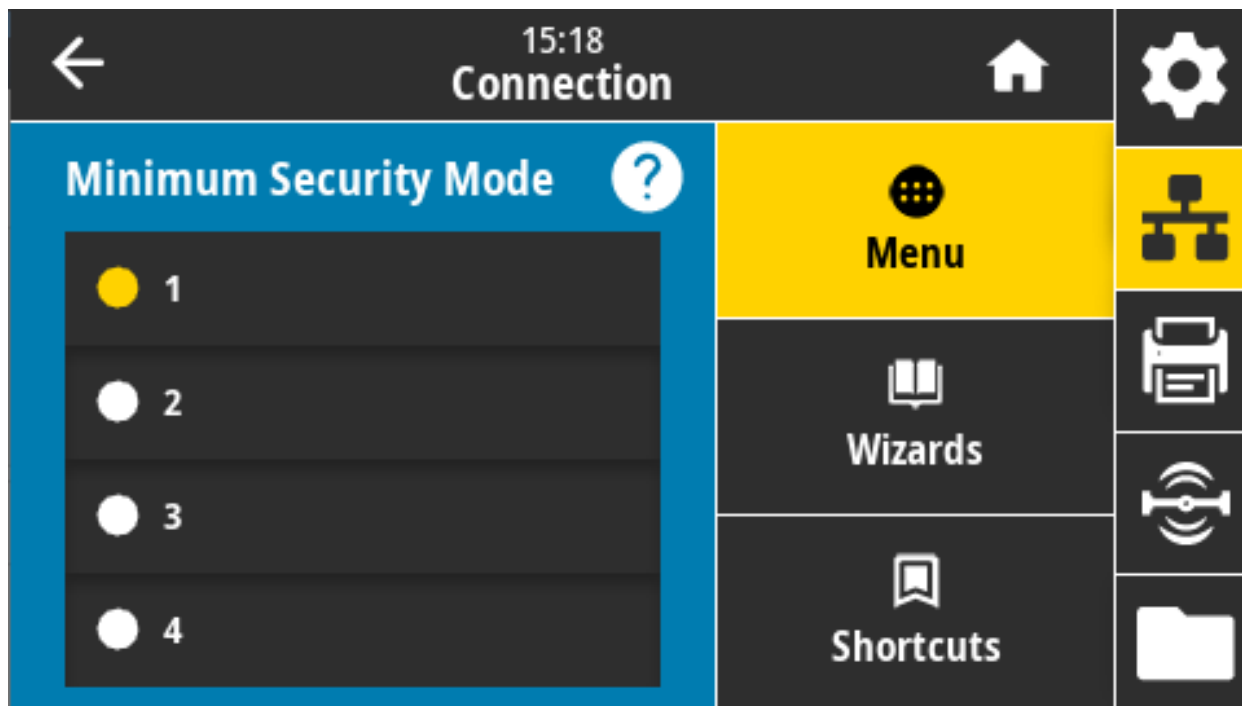 15:18
Connection
Minimum Security Mode
?
1
2
3
4
Menu
Wizards
Shortcuts